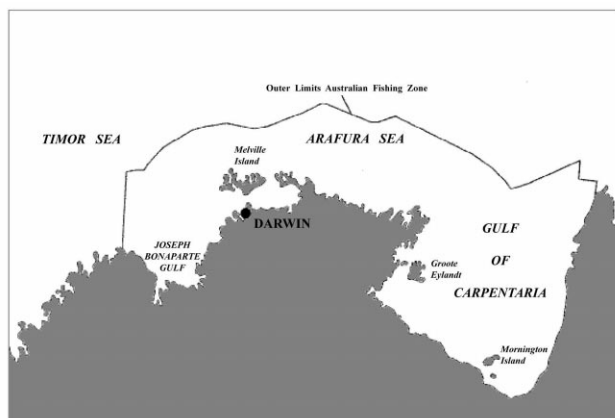 Outer Limits Australian Fishing Zone
TIMOR SEA
ARAFURA SEA
Melville
Island
DARWIN
JOSEPH
BONAPARTE
GULF
GULF
OF
CARPENTARIA
Groote
Eylandt
Mornington
Island